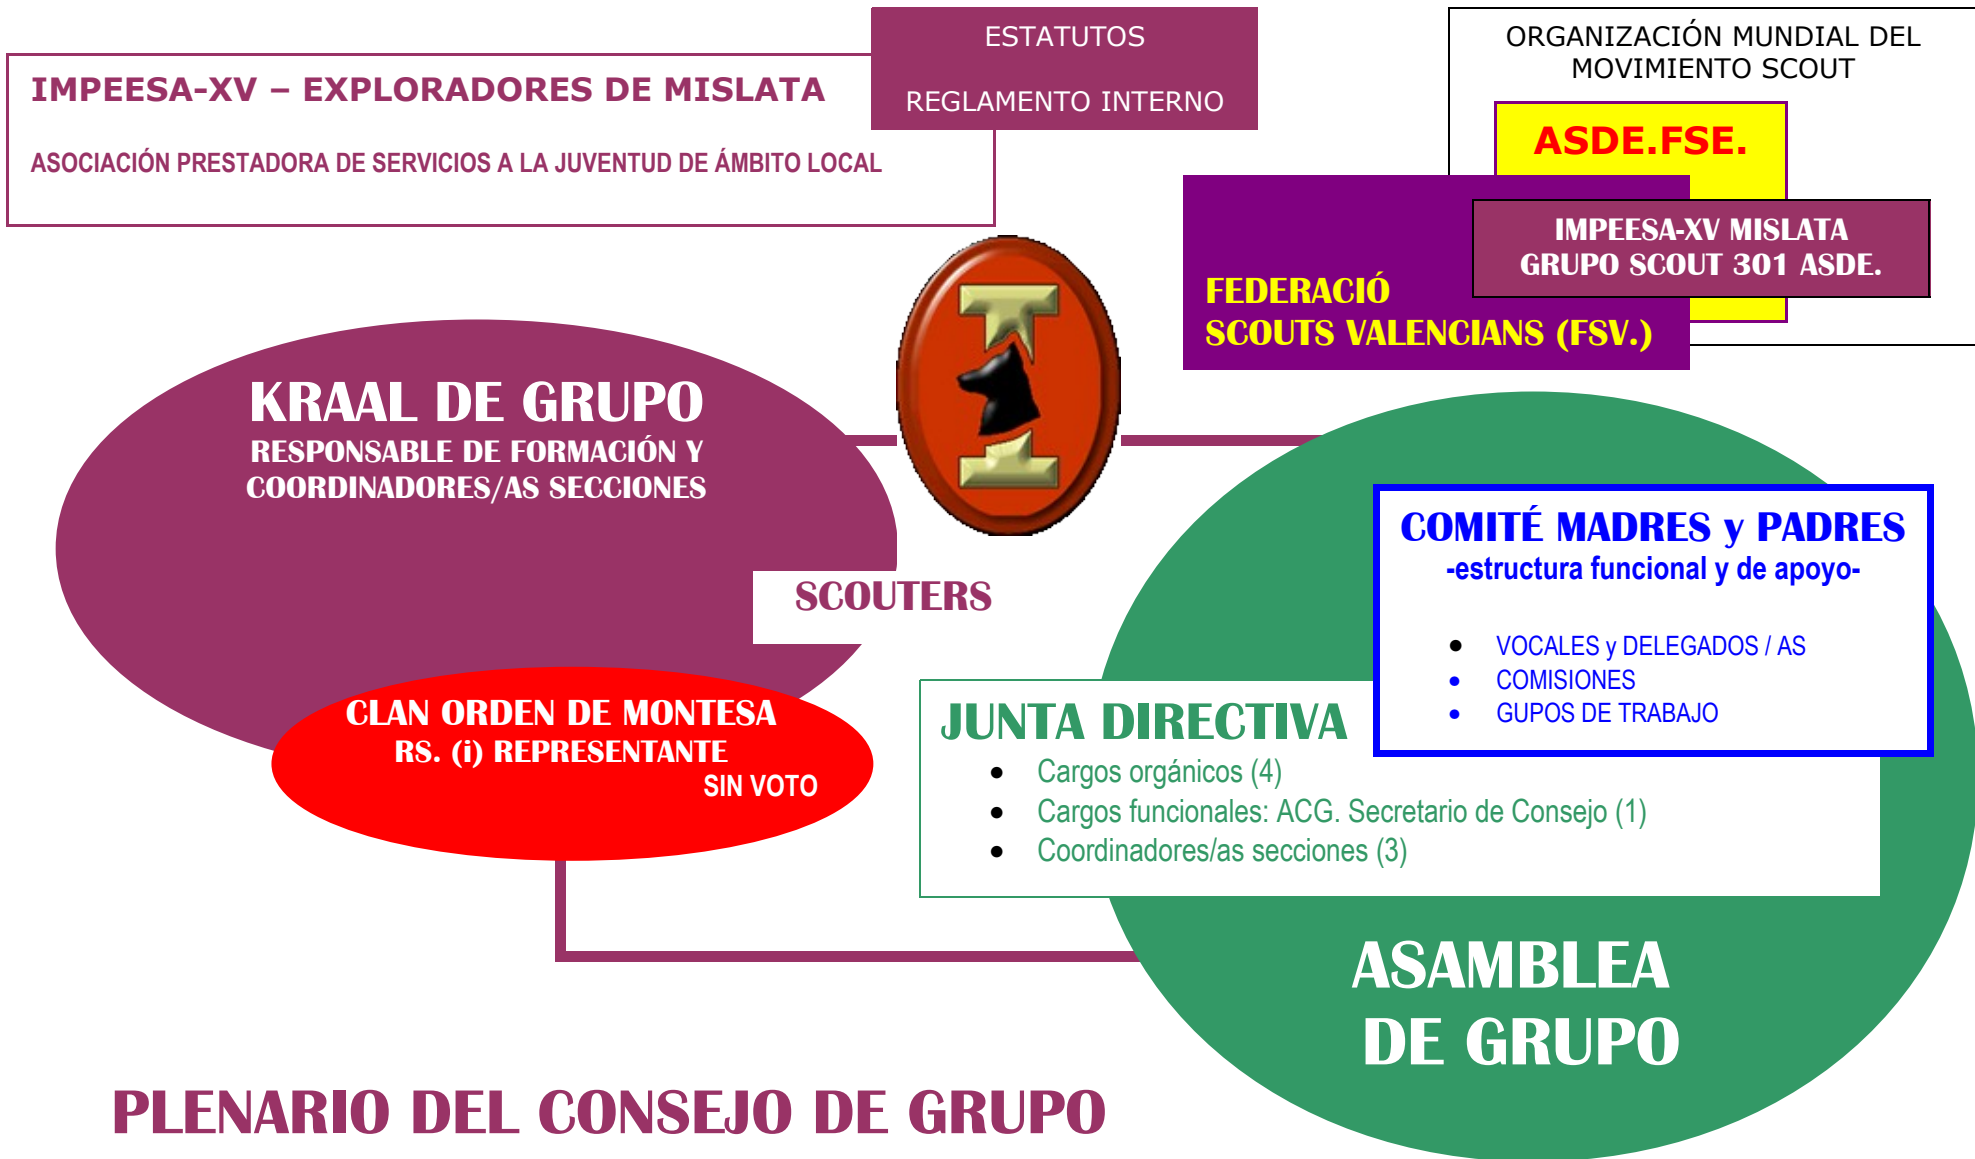 IMPEESA-XV – EXPLORADORES DE MISLATA
ASOCIACIÓN PRESTADORA DE SERVICIOS A LA JUVENTUD DE ÁMBITO LOCAL
ESTATUTOS
REGLAMENTO INTERNO
ORGANIZACIÓN MUNDIAL DEL
MOVIMIENTO SCOUT
ASDE.FSE.
IMPEESA-XV MISLATA
GRUPO SCOUT 301 ASDE.
FEDERACIÓ
SCOUTS VALENCIANS (FSV.)
KRAAL DE GRUPO
RESPONSABLE DE FORMACIÓN Y
COORDINADORES/AS SECCIONES
SCOUTERS
CLAN ORDEN DE MONTESA
RS. (i) REPRESENTANTE
SIN VOTO
COMITÉ MADRES y PADRES
-estructura funcional y de apoyo-
• VOCALES y DELEGADOS / AS
• COMISIONES
• GUPOS DE TRABAJO
JUNTA DIRECTIVA
• Cargos orgánicos (4)
• Cargos funcionales: ACG. Secretario de Consejo (1)
• Coordinadores/as secciones (3)
ASAMBLEA
DE GRUPO
PLENARIO DEL CONSEJO DE GRUPO